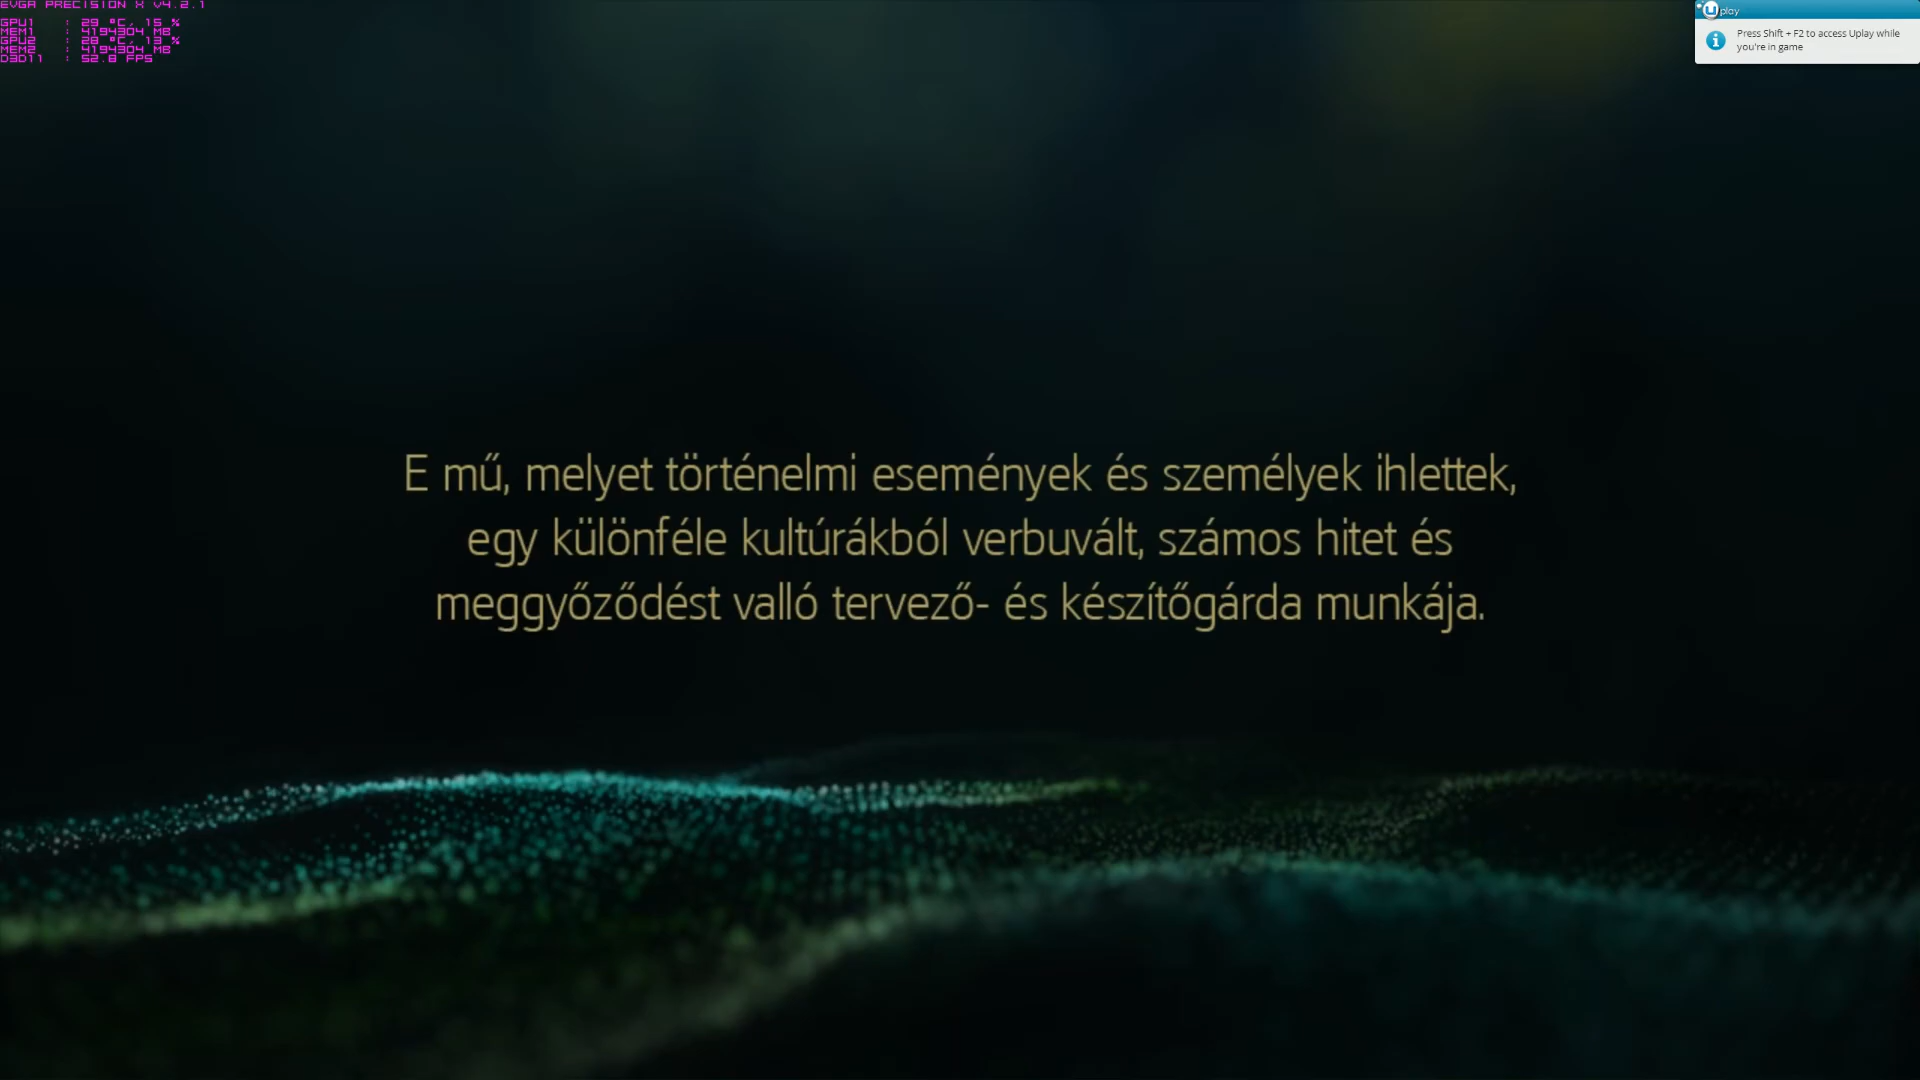 EVGA PRECISION X v4.2.1
GPU1 : 29 °C, 15 %
MEM1 : 4194304 MB
GPU2 : 28 °C, 13 %
MEM2 : 4194304 MB
D3D11 : 52.8 FPS
uplay
Press Shift + F2 to access Uplay while
you're in game
E mű, melyet történelmi események és személyek ihlettek,
egy különféle kultúrákból verbuvált, számos hitet és
meggyőződést valló tervező- és készítőgárda munkája.